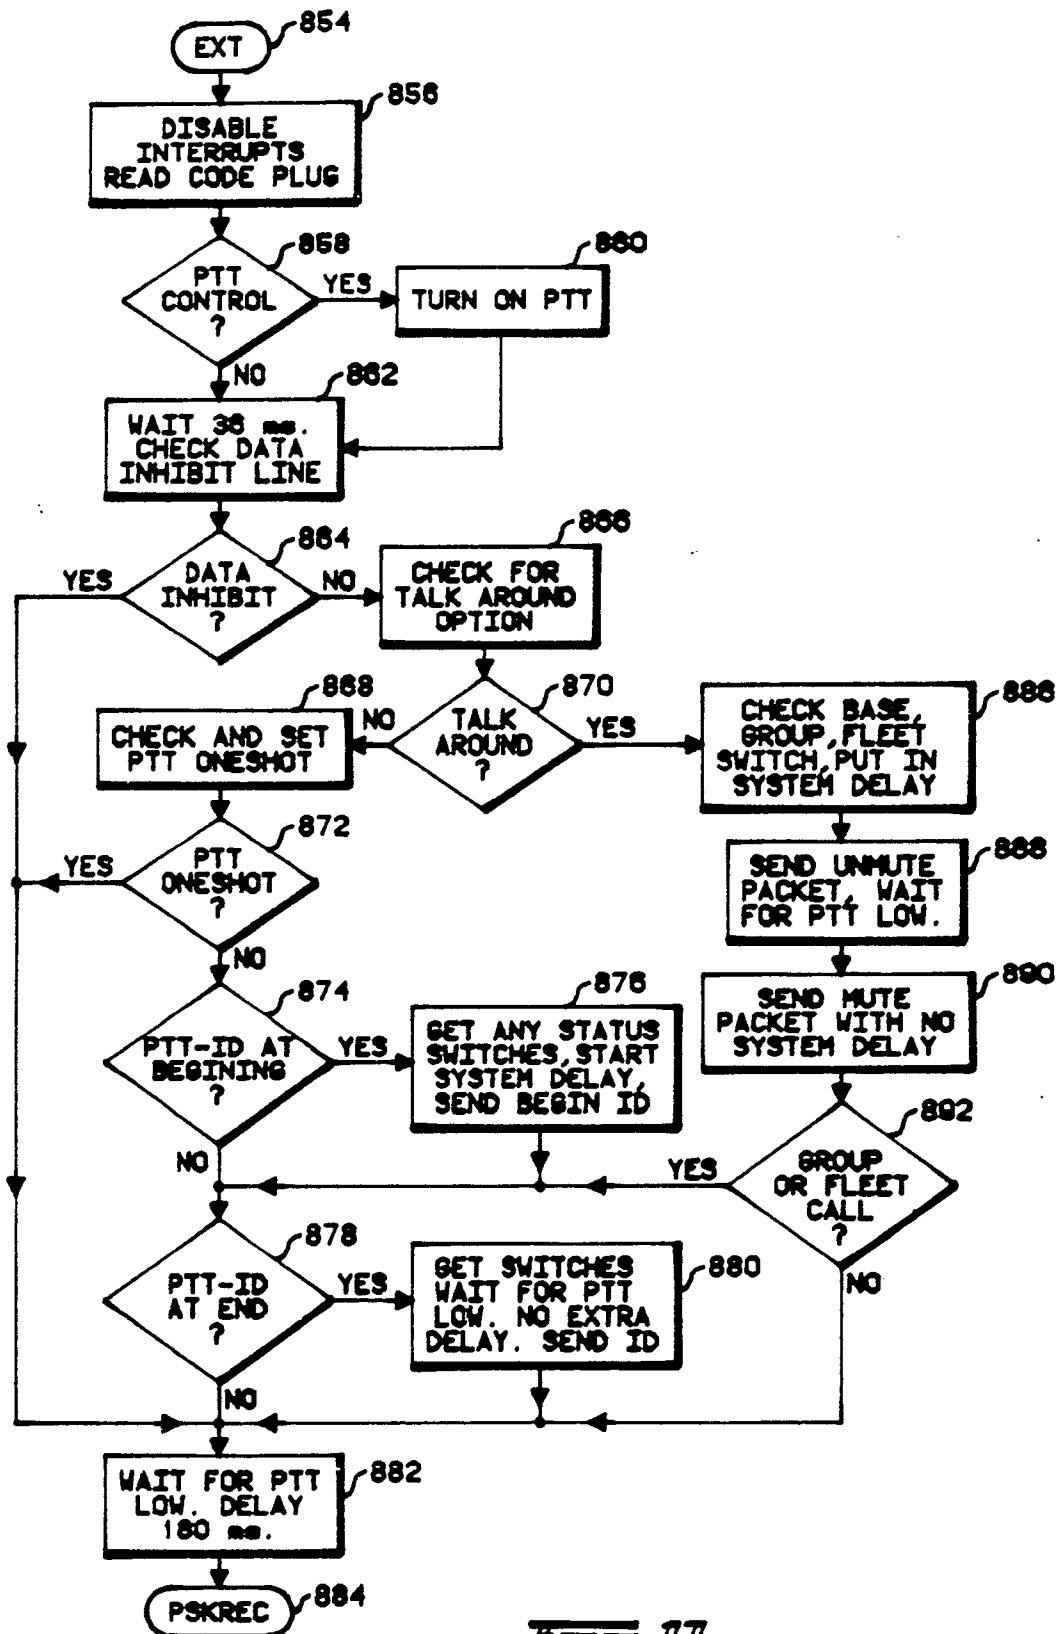 EXT
854
856
DISABLE
INTERRUPTS
READ CODE PLUG
858
PTT
CONTROL
?
YES
860
TURN ON PTT
NO
862
WAIT 36 ms.
CHECK DATA
INHIBIT LINE
864
DATA
INHIBIT
?
YES
NO
866
CHECK FOR
TALK AROUND
OPTION
868
CHECK AND SET
PTT ONESHOT
870
TALK
AROUND
?
NO
YES
886
CHECK BASE,
GROUP, FLEET
SWITCH, PUT IN
SYSTEM DELAY
872
PTT
ONESHOT
?
YES
NO
888
SEND UNMUTE
PACKET, WAIT
FOR PTT LOW.
874
PTT-ID AT
BEGINING
?
YES
NO
876
GET ANY STATUS
SWITCHES, START
SYSTEM DELAY,
SEND BEGIN ID
890
SEND MUTE
PACKET WITH NO
SYSTEM DELAY
892
GROUP
OR FLEET
CALL
?
YES
NO
878
PTT-ID
AT END
?
YES
NO
880
GET SWITCHES
WAIT FOR PTT
LOW. NO EXTRA
DELAY. SEND ID
882
WAIT FOR PTT
LOW. DELAY
180 ms.
PSKREC
884